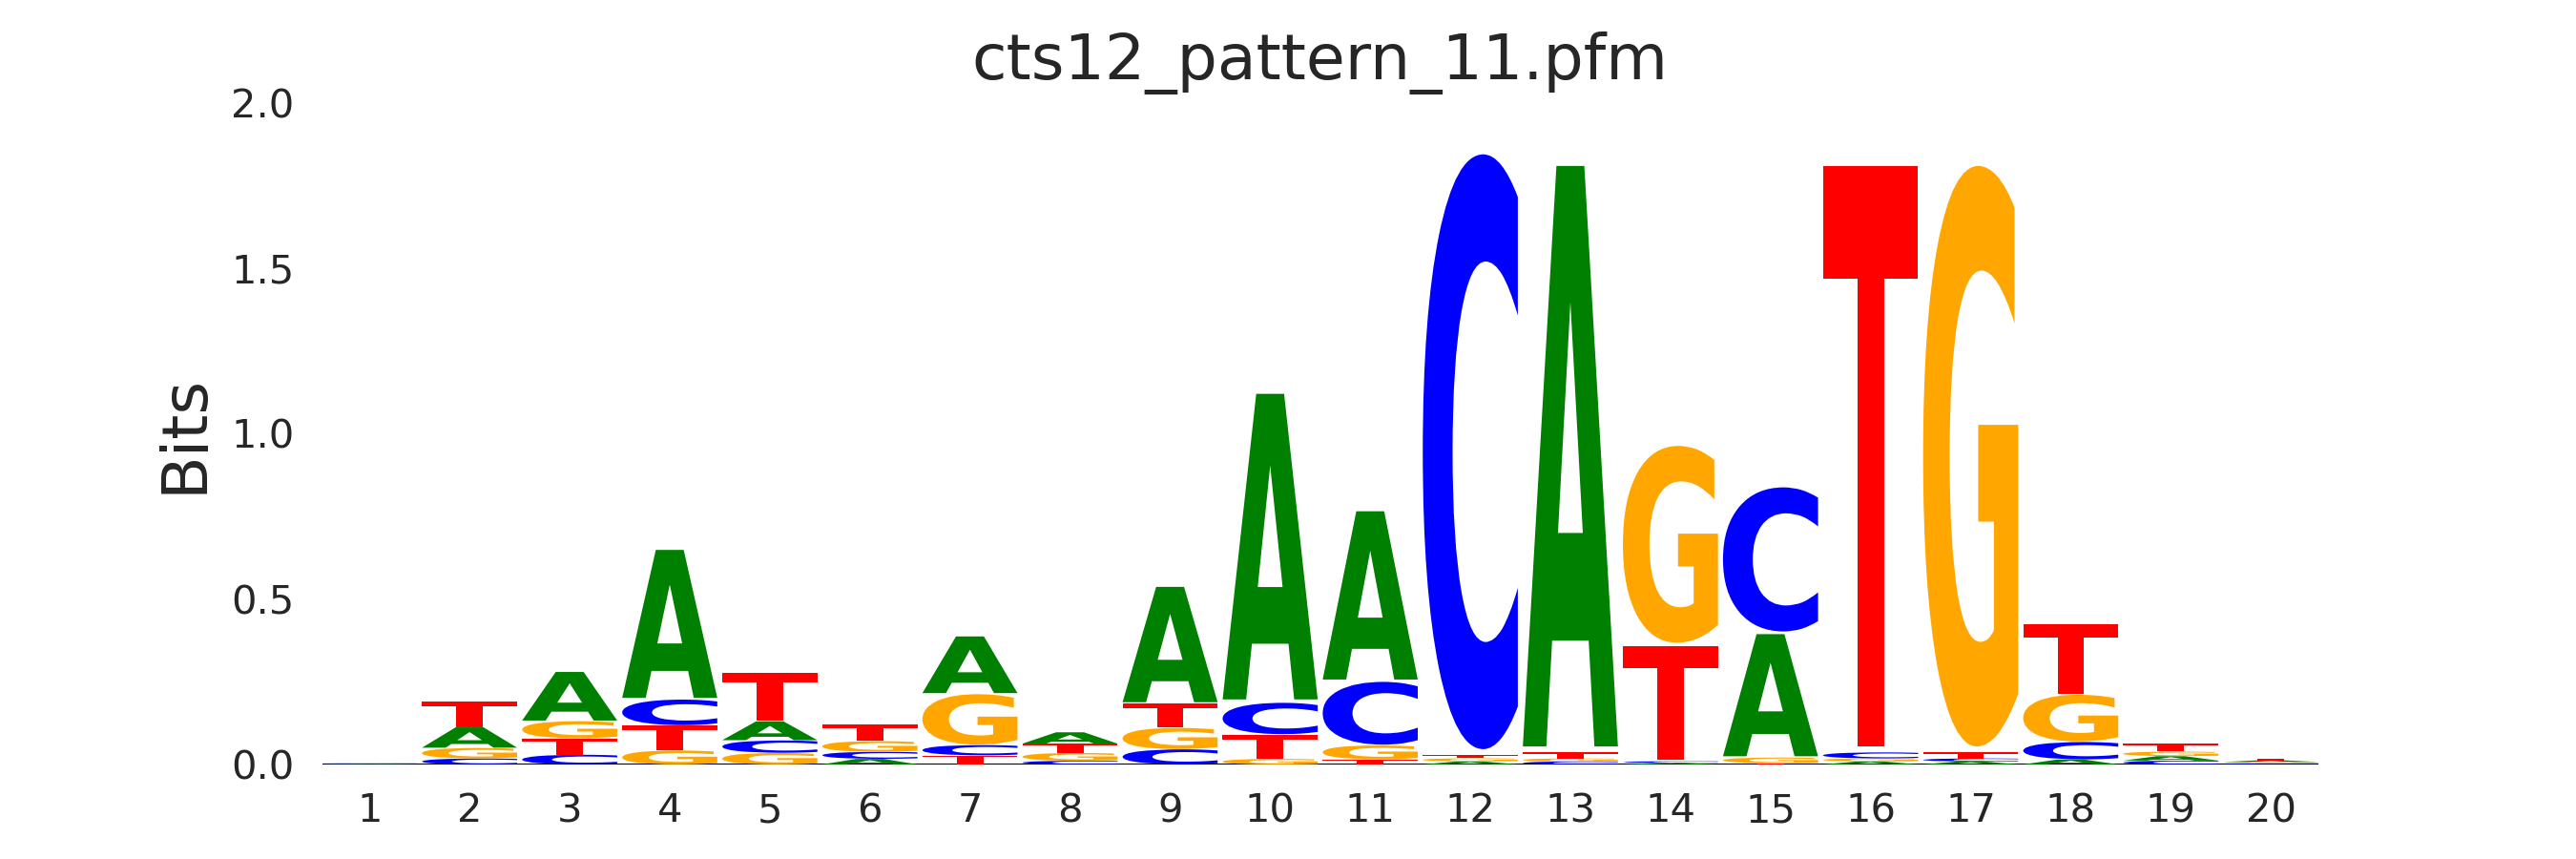 cts12_pattern_11.pfm
2.0
1.5
1.0
0.5
0.0
Bits
1 2 3 4 5 6 7 8 9 10 11 12 13 14 15 16 17 18 19 20
T A G C
A G T C
A C T G
T A C G
T G C A
A G C T
A T G C
A T G C
A C T G
A C G T
C T G A
A T G C
G T C A
C A G T
T C G A
G T C A
T G C A
T G A C